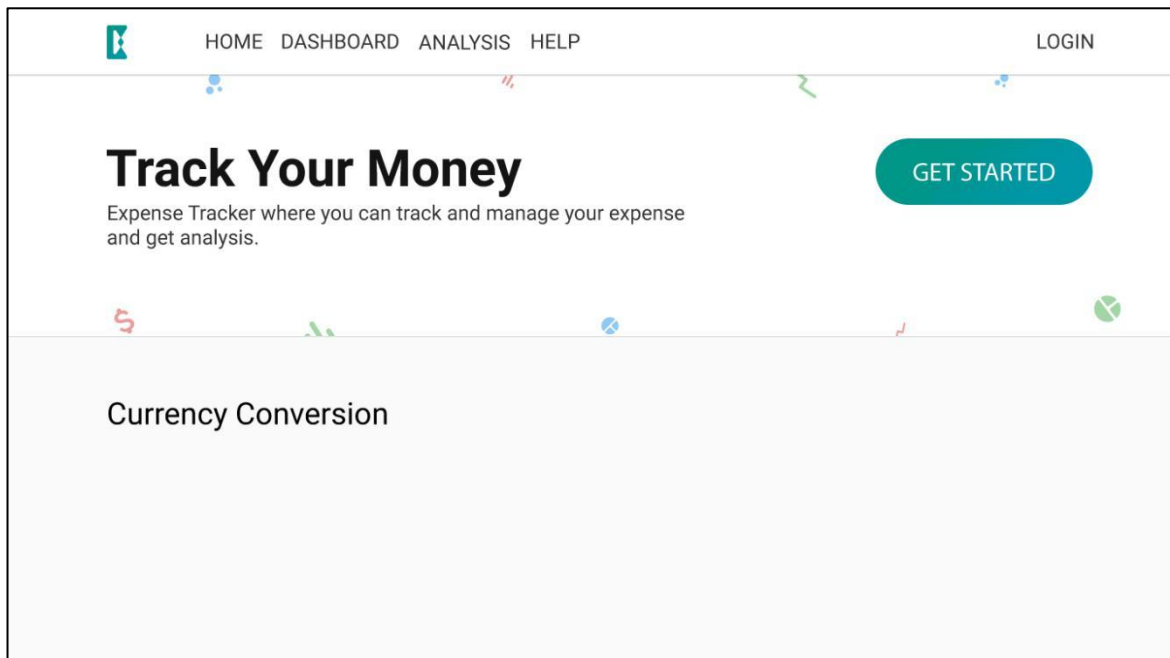 HOME DASHBOARD ANALYSIS HELP LOGIN
Track Your Money
GET STARTED
Expense Tracker where you can track and manage your expense
and get analysis.
Currency Conversion